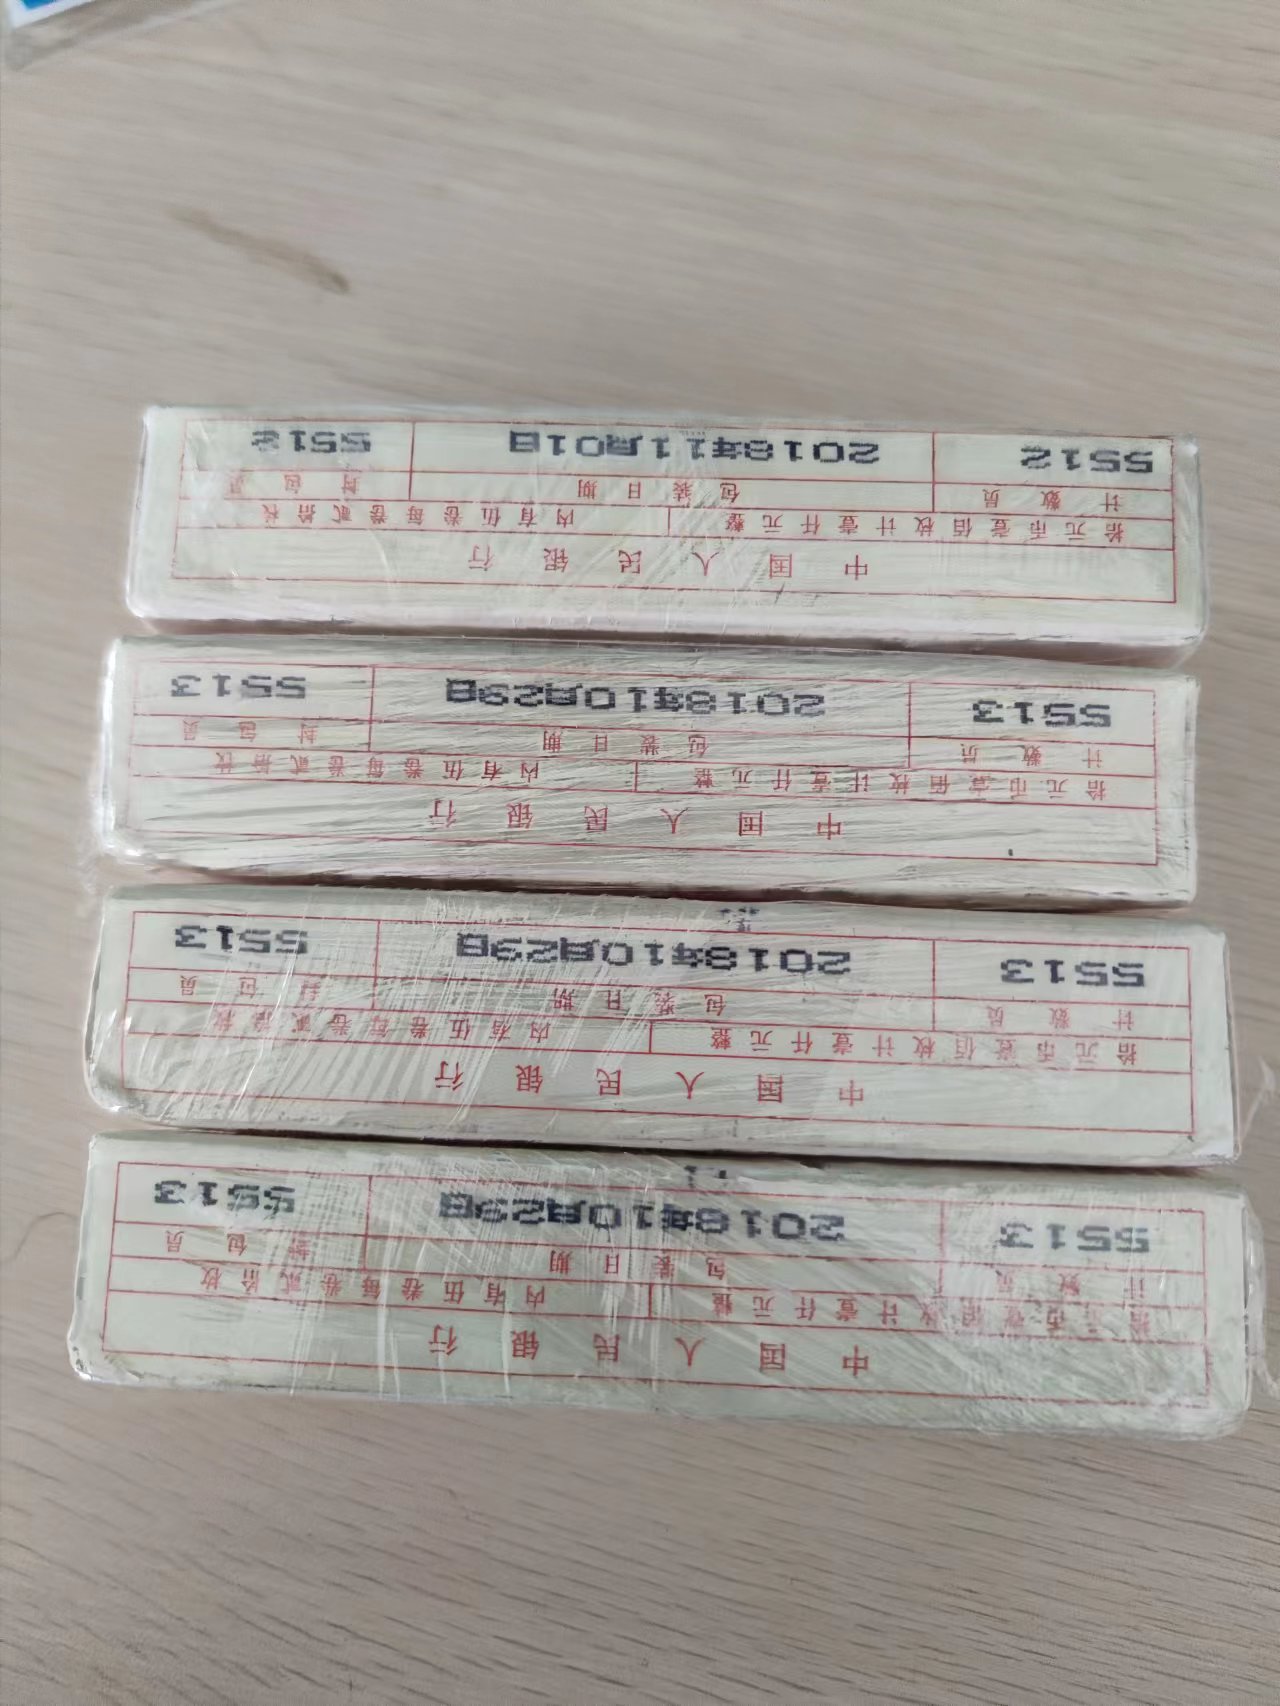 中国人民银行
拾元币壹佰枚计壹仟元整 内有伍卷每卷贰拾枚
计数员 包装日期 封包员
5513 2018年10月29日 5513
中国人民银行
拾元币壹佰枚计壹仟元整 内有伍卷每卷贰拾枚
计数员 包装日期 封包员
5513 2018年10月29日 5513
中国人民银行
拾元币壹佰枚计壹仟元整 内有伍卷每卷贰拾枚
计数员 包装日期 封包员
5513 2018年10月29日 5513
中国人民银行
拾元币壹佰枚计壹仟元整 内有伍卷每卷贰拾枚
计数员 包装日期 封包员
5512 2018年11月01日 5512